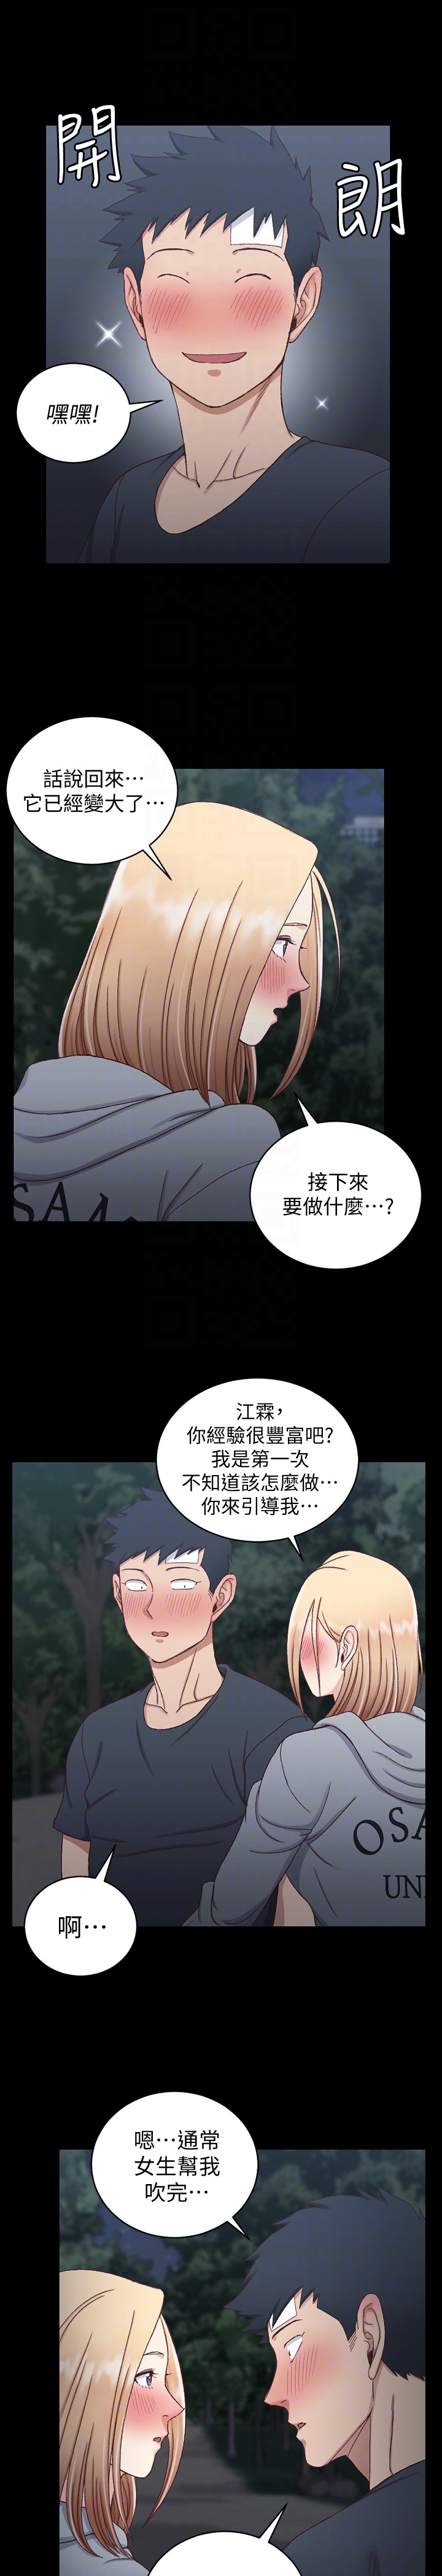 開朗
嘿嘿!
話說回來…
它已經變大了…
接下來
要做什麼…?
江霖,
你經驗很豐富吧?
我是第一次
不知道該怎麼做…
你來引導我…
OSA
UNI
啊…
嗯…通常
女生幫我
吹完…